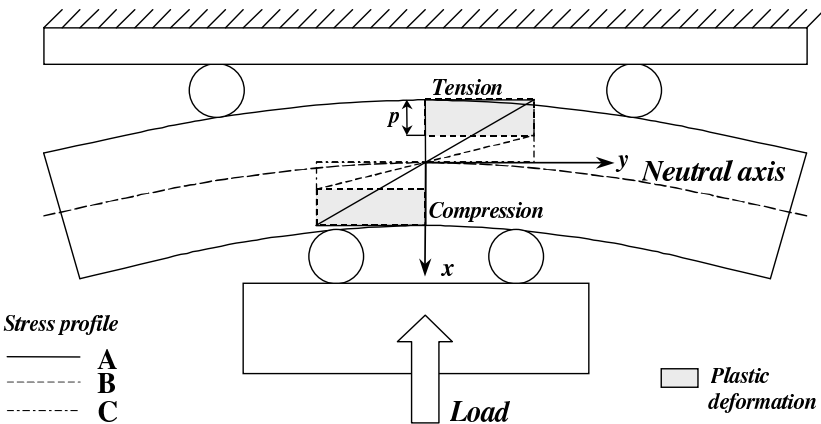 Tension
p
y
Neutral axis
Compression
x
Stress profile
A
B
C
Load
Plastic
deformation